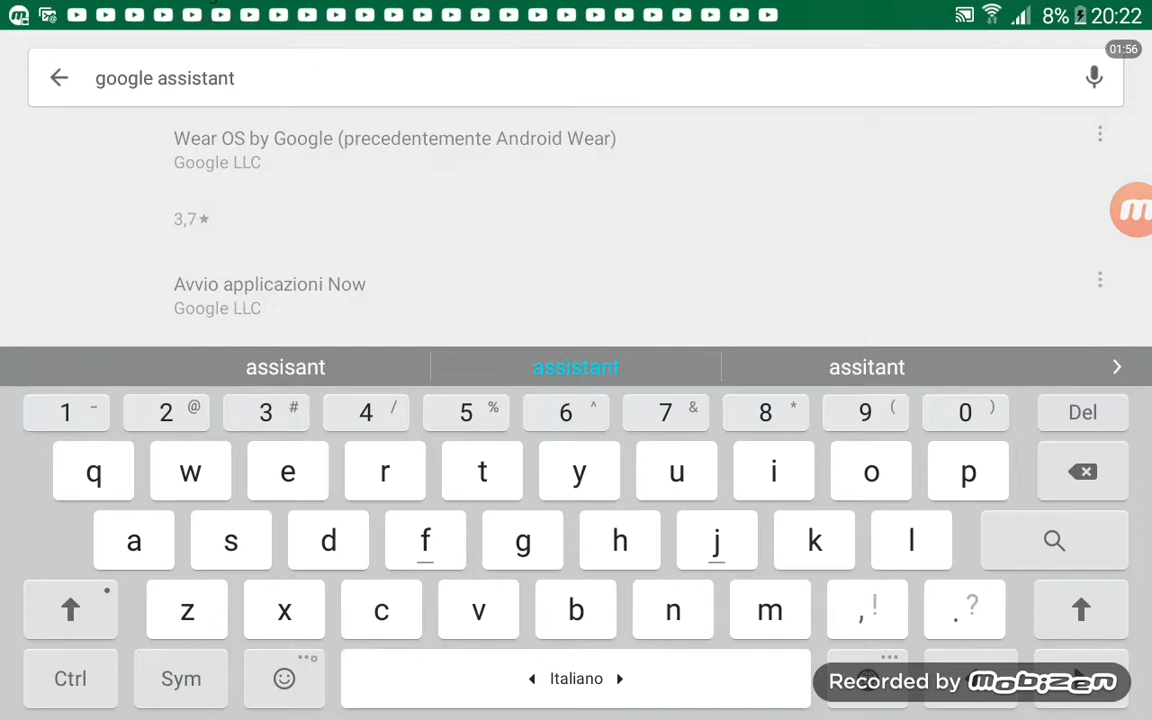 8% 20:22
01:56
google assistant
Wear OS by Google (precedentemente Android Wear)
Google LLC
3,7★
Avvio applicazioni Now
Google LLC
assisant assistant assitant
1 - 2 @ 3 # 4 / 5 % 6 ^ 7 & 8 * 9 ( 0 ) Del
q w e r t y u i o p
a s d f g h j k l
z x c v b n m , ! . ?
Ctrl Sym Italiano
Recorded by mobizen